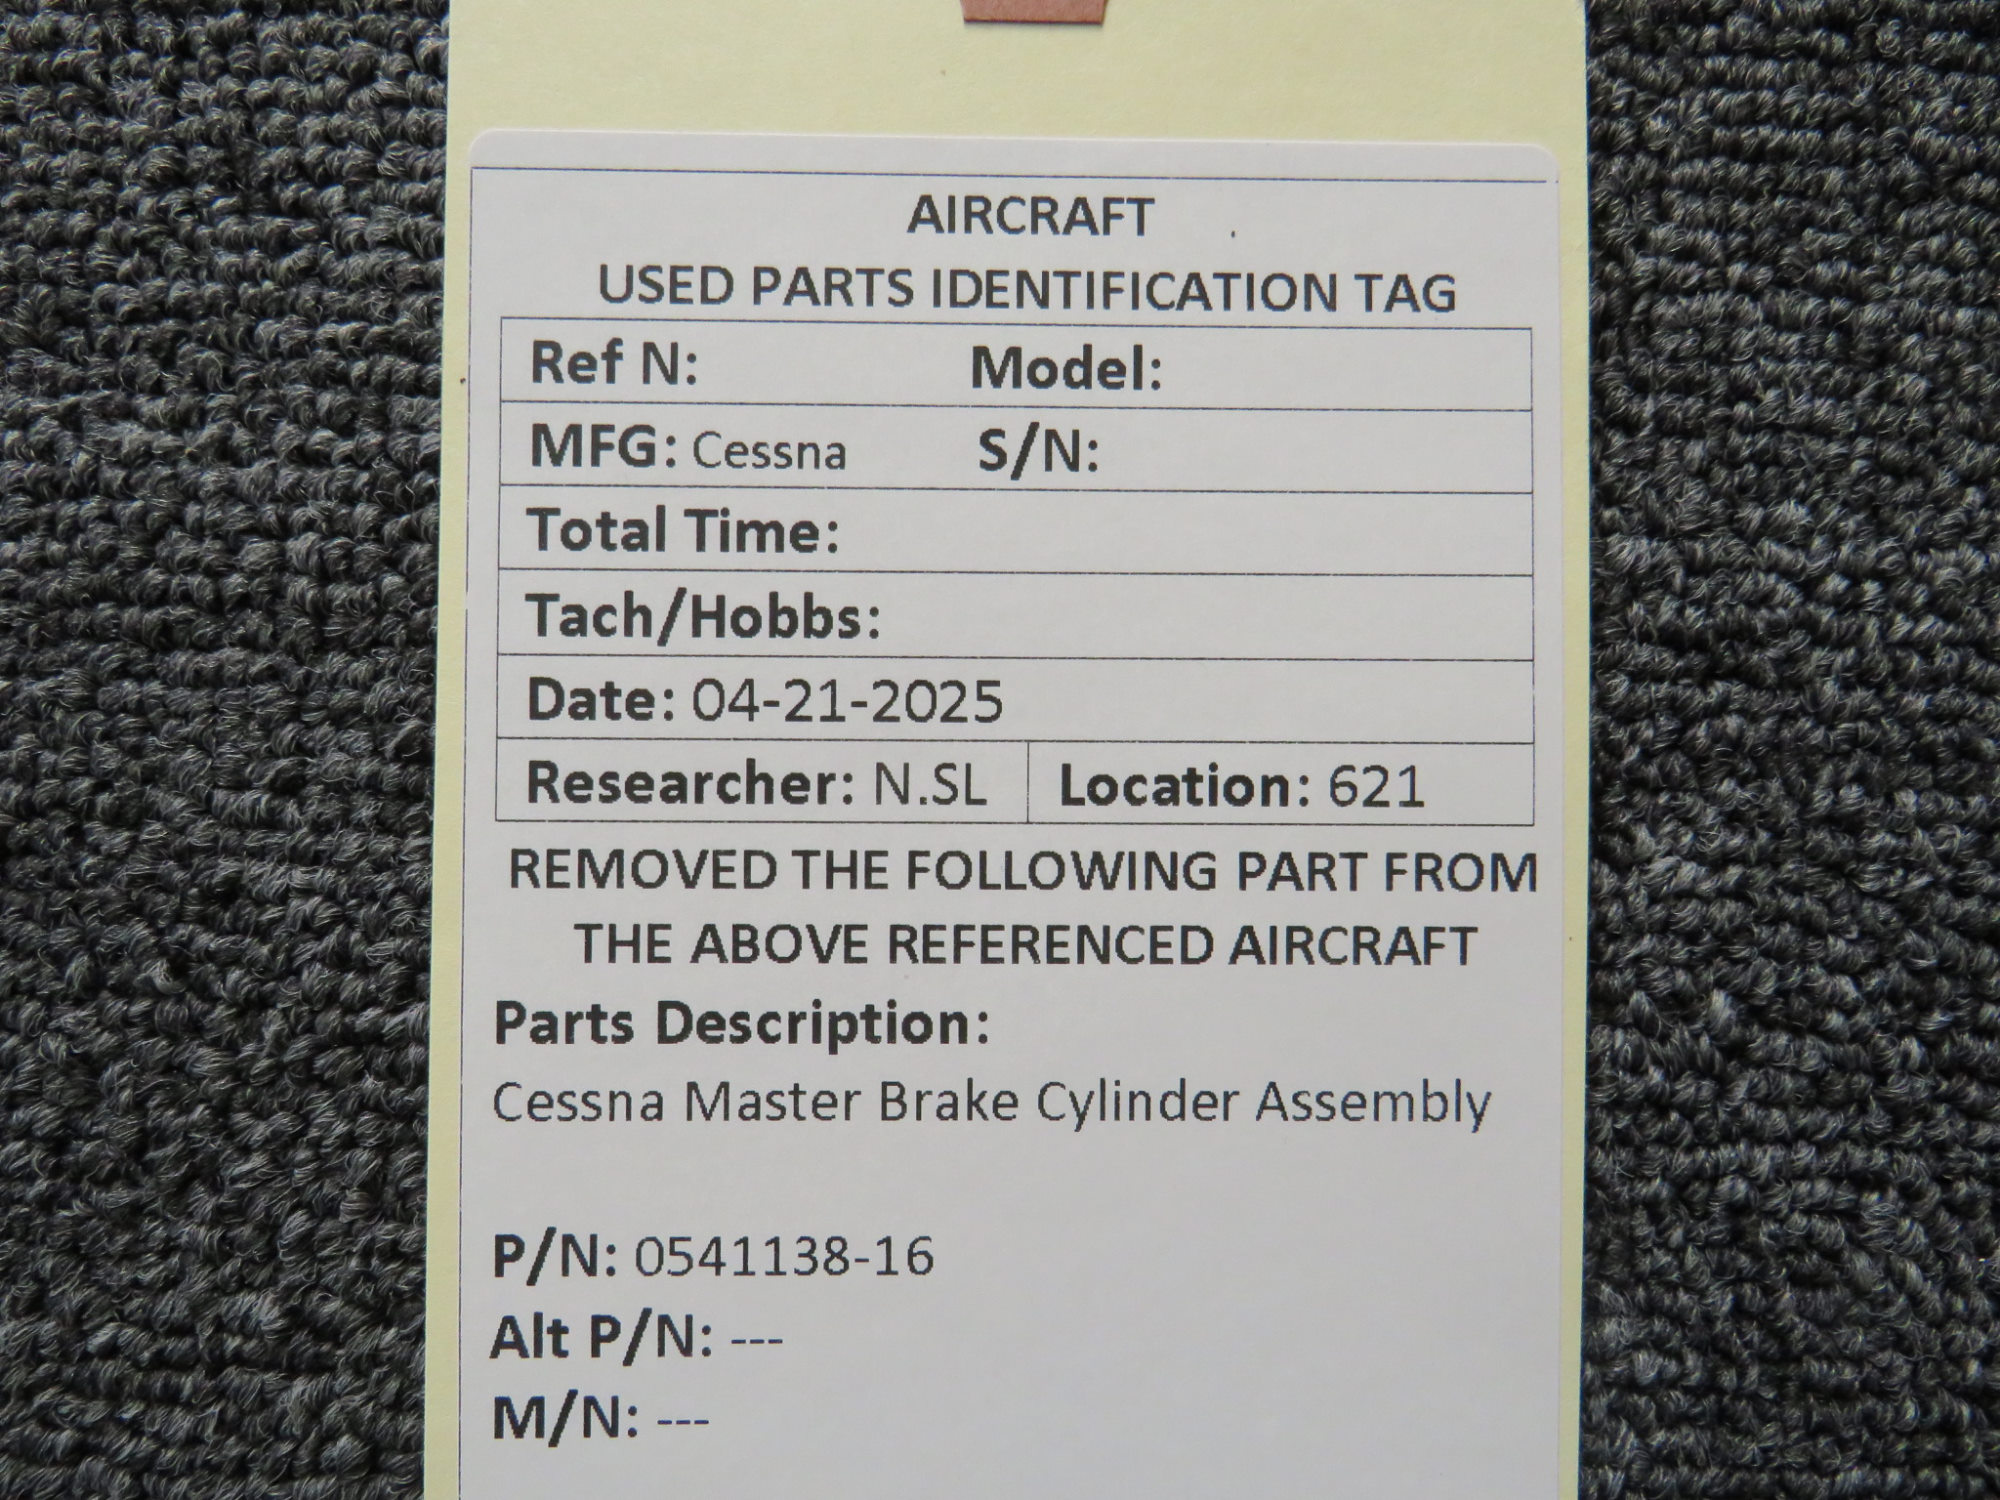 AIRCRAFT
USED PARTS IDENTIFICATION TAG
Ref N: Model:
MFG: Cessna S/N:
Total Time:
Tach/Hobbs:
Date: 04-21-2025
Researcher: N.SL Location: 621
REMOVED THE FOLLOWING PART FROM
THE ABOVE REFERENCED AIRCRAFT
Parts Description:
Cessna Master Brake Cylinder Assembly
P/N: 0541138-16
Alt P/N: ---
M/N: ---